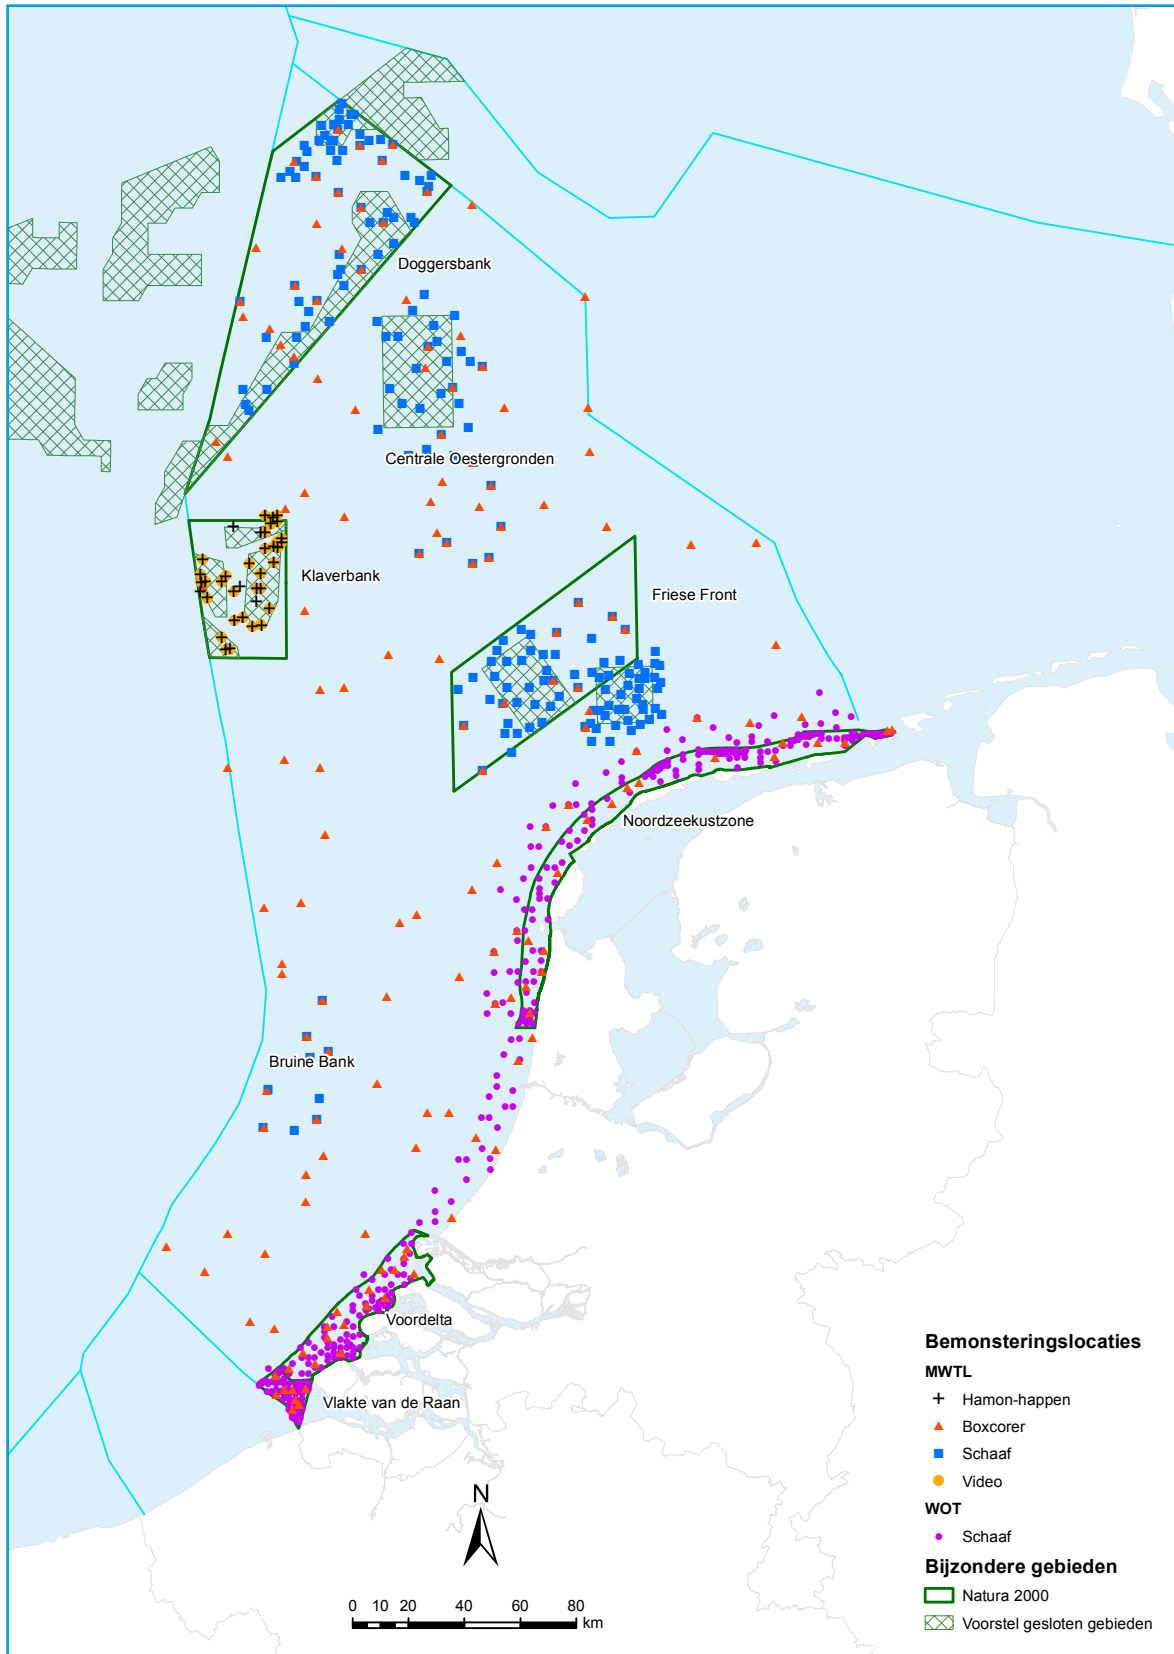 Doggersbank
Centrale Oestergronden
Klaverbank
Friese Front
Noordzeekustzone
Bruine Bank
Voordelta
Vlakte van de Raan
Bemonsteringslocaties
MWTL
Hamon-happen
Boxcorer
Schaaf
Video
WOT
Schaaf
Bijzondere gebieden
Natura 2000
Voorstel gesloten gebieden
N
0 20 40 60 80
km